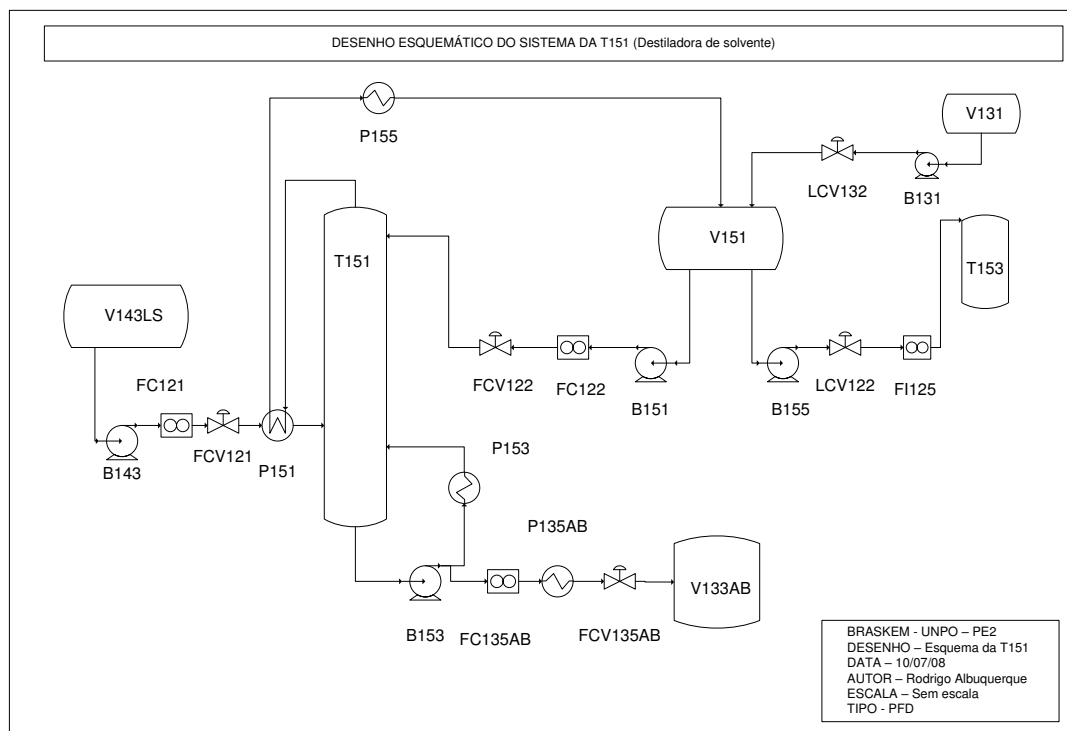 DESENHO ESQUEMÁTICO DO SISTEMA DA T151 (Destiladora de solvente)
P155
V131
LCV132
B131
V151
T151
T153
V143LS
FC121
FCV122
FC122
B151
B155
LCV122
FI125
B143
FCV121
P151
P153
P135AB
V133AB
B153
FC135AB
FCV135AB
BRASKEM - UNPO – PE2
DESENHO – Esquema da T151
DATA – 10/07/08
AUTOR – Rodrigo Albuquerque
ESCALA – Sem escala
TIPO - PFD